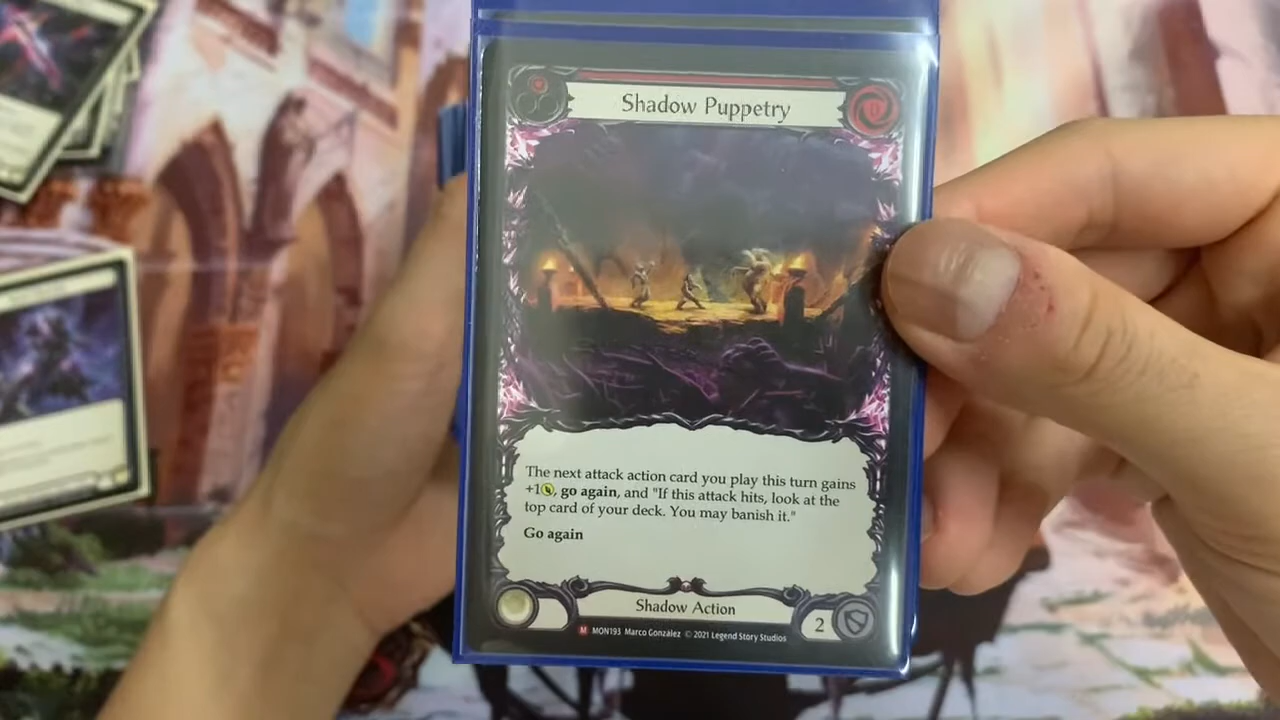 Shadow Puppetry
0
The next attack action card you play this turn gains
+1, go again, and "If this attack hits, look at the
top card of your deck. You may banish it."
Go again
Shadow Action
2
M MON193 Marco González © 2021 Legend Story Studios